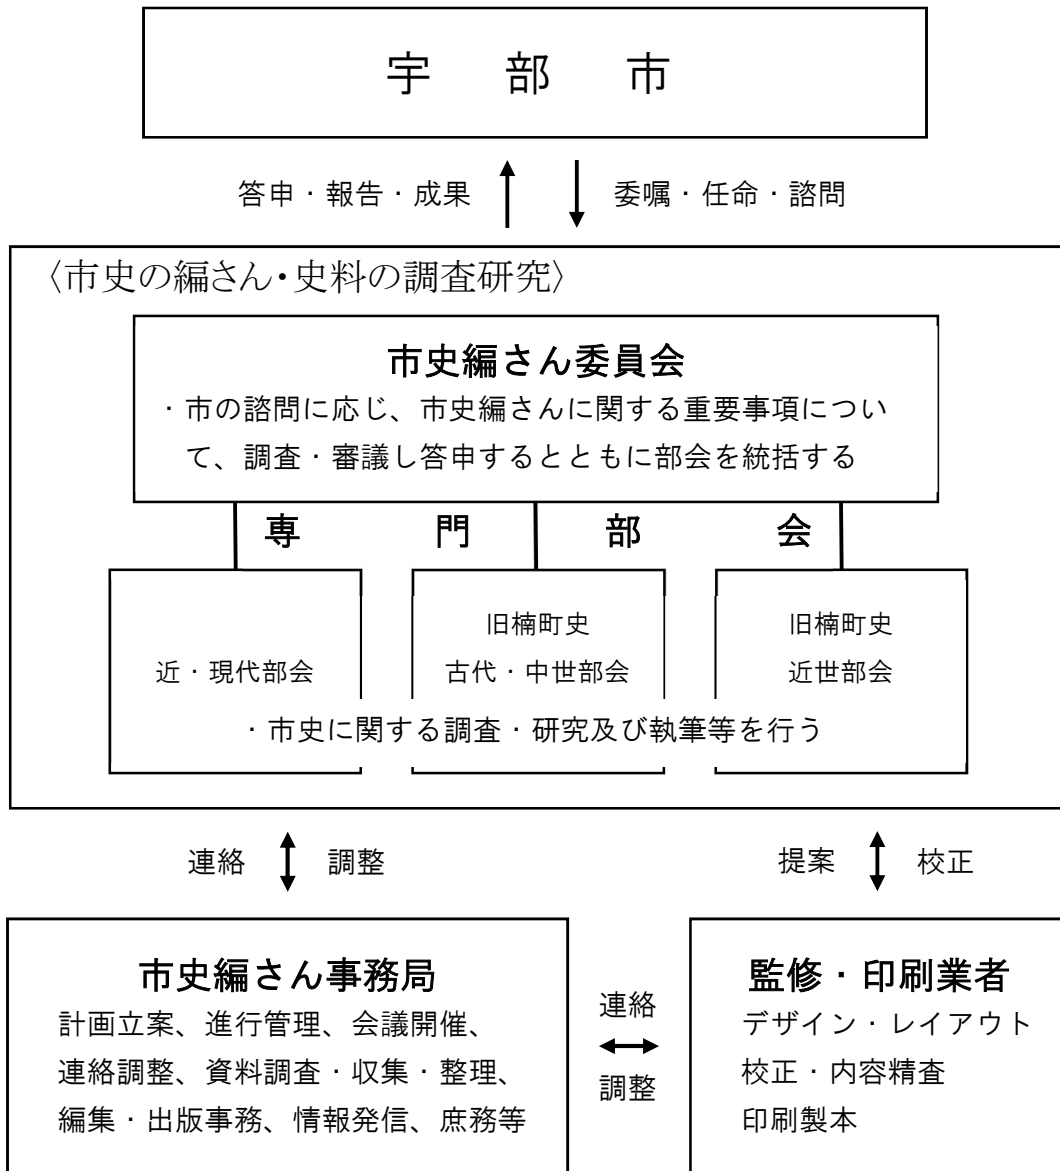 宇部市
答申・報告・成果
委嘱・任命・諮問
〈市史の編さん・史料の調査研究〉
市史編さん委員会
・市の諮問に応じ、市史編さんに関する重要事項につい
て、調査・審議し答申するとともに部会を統括する
専門部会
近・現代部会
旧楠町史
古代・中世部会
旧楠町史
近世部会
・市史に関する調査・研究及び執筆等を行う
連絡
調整
提案
校正
市史編さん事務局
計画立案、進行管理、会議開催、
連絡調整、資料調査・収集・整理、
編集・出版事務、情報発信、庶務等
連絡
調整
監修・印刷業者
デザイン・レイアウト
校正・内容精査
印刷製本